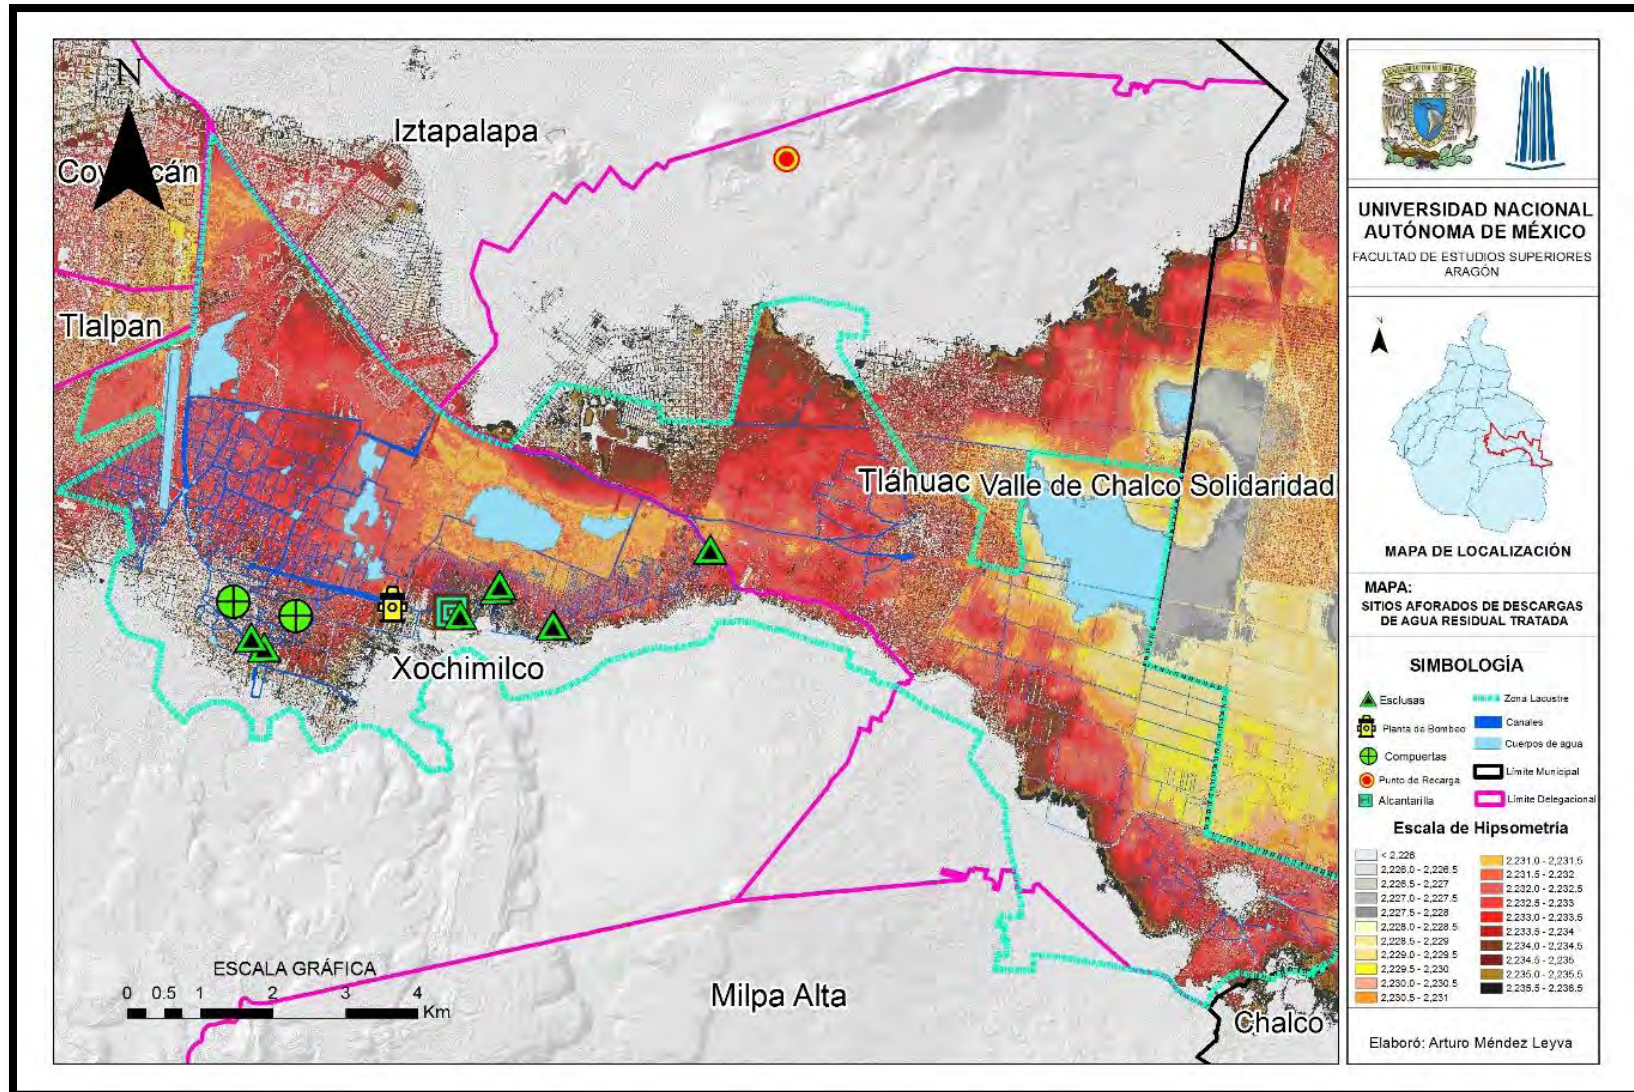 N
Iztapalapa
Tlalpan
Tláhuac
Valle de Chalco Solidaridad
Xochimilco
Milpa Alta
Chalco
ESCALA GRÁFICA
0 0.5 1 2 3 4
Km
UNIVERSIDAD NACIONAL
AUTÓNOMA DE MÉXICO
FACULTAD DE ESTUDIOS SUPERIORES
ARAGÓN
N
MAPA DE LOCALIZACIÓN
MAPA:
SITIOS AFORADOS DE DESCARGAS
DE AGUA RESIDUAL TRATADA
SIMBOLOGÍA
Esclusas
Planta de Bombeo
Compuertas
Punto de Recarga
Alcantarilla
Zona Lacustre
Canales
Cuerpos de agua
Límite Municipal
Límite Delegacional
Escala de Hipsometría
< 2,226
2,226.0 - 2,226.5
2,226.5 - 2,227
2,227.0 - 2,227.5
2,227.5 - 2,228
2,228.0 - 2,228.5
2,228.5 - 2,229
2,229.0 - 2,229.5
2,229.5 - 2,230
2,230.0 - 2,230.5
2,230.5 - 2,231
2,231.0 - 2,231.5
2,231.5 - 2,232
2,232.0 - 2,232.5
2,232.5 - 2,233
2,233.0 - 2,233.5
2,233.5 - 2,234
2,234.0 - 2,234.5
2,234.5 - 2,235
2,235.0 - 2,235.5
2,235.5 - 2,236.5
Elaboró: Arturo Méndez Leyva